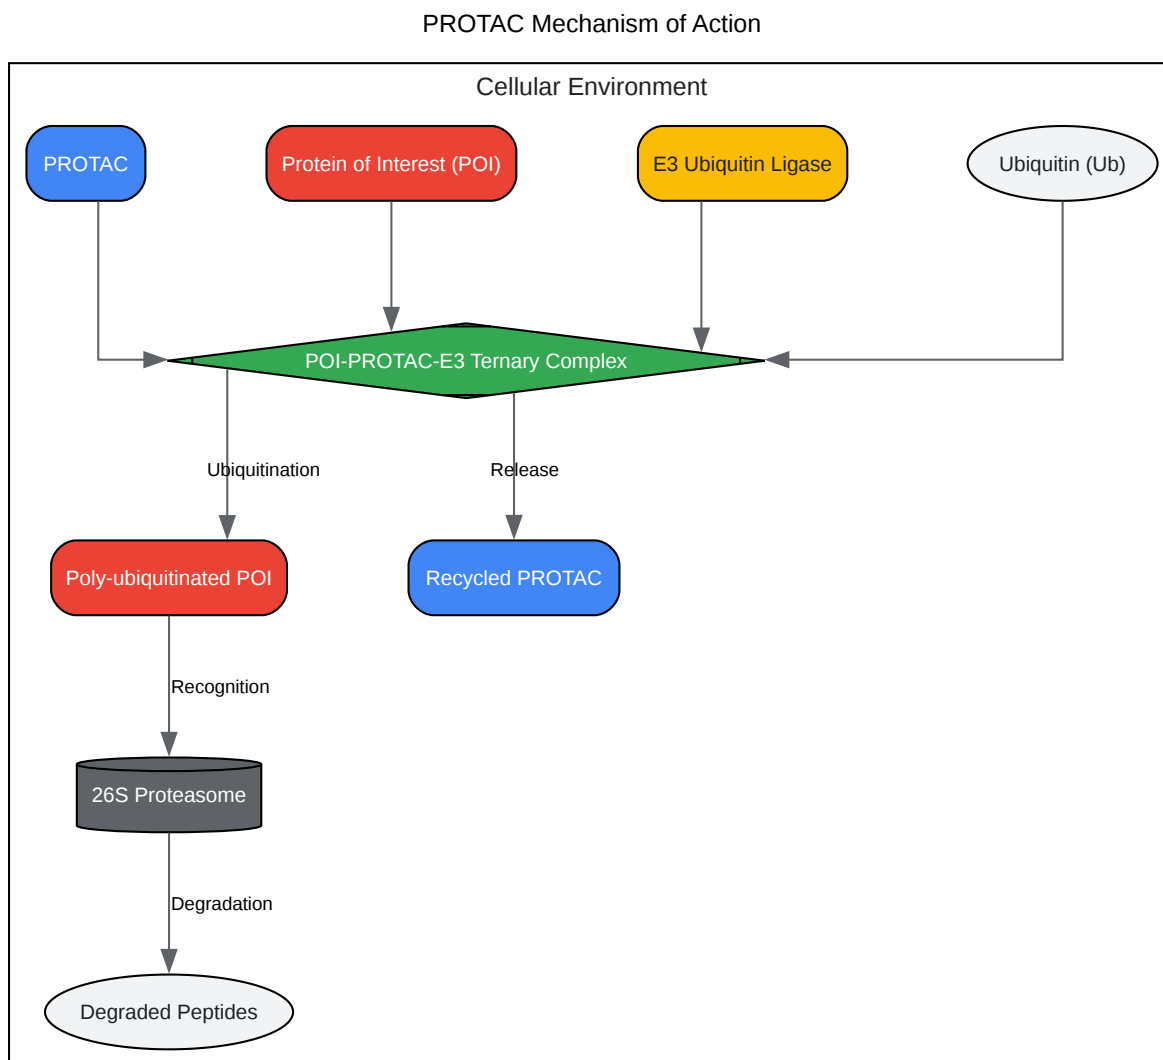 PROTAC Mechanism of Action
Cellular Environment
PROTAC
Protein of Interest (POI)
E3 Ubiquitin Ligase
Ubiquitin (Ub)
POI-PROTAC-E3 Ternary Complex
Ubiquitination
Release
Poly-ubiquitinated POI
Recycled PROTAC
Recognition
26S Proteasome
Degradation
Degraded Peptides